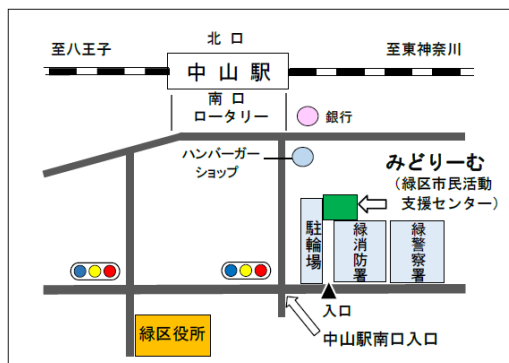 北口
至八王子
至東神奈川
中山駅
南口
ロータリー
銀行
ハンバーガー
ショップ
みどりーむ
（緑区市民活動
支援センター）
駐輪場
緑消防署
緑警察署
入口
緑区役所
中山駅南口入口